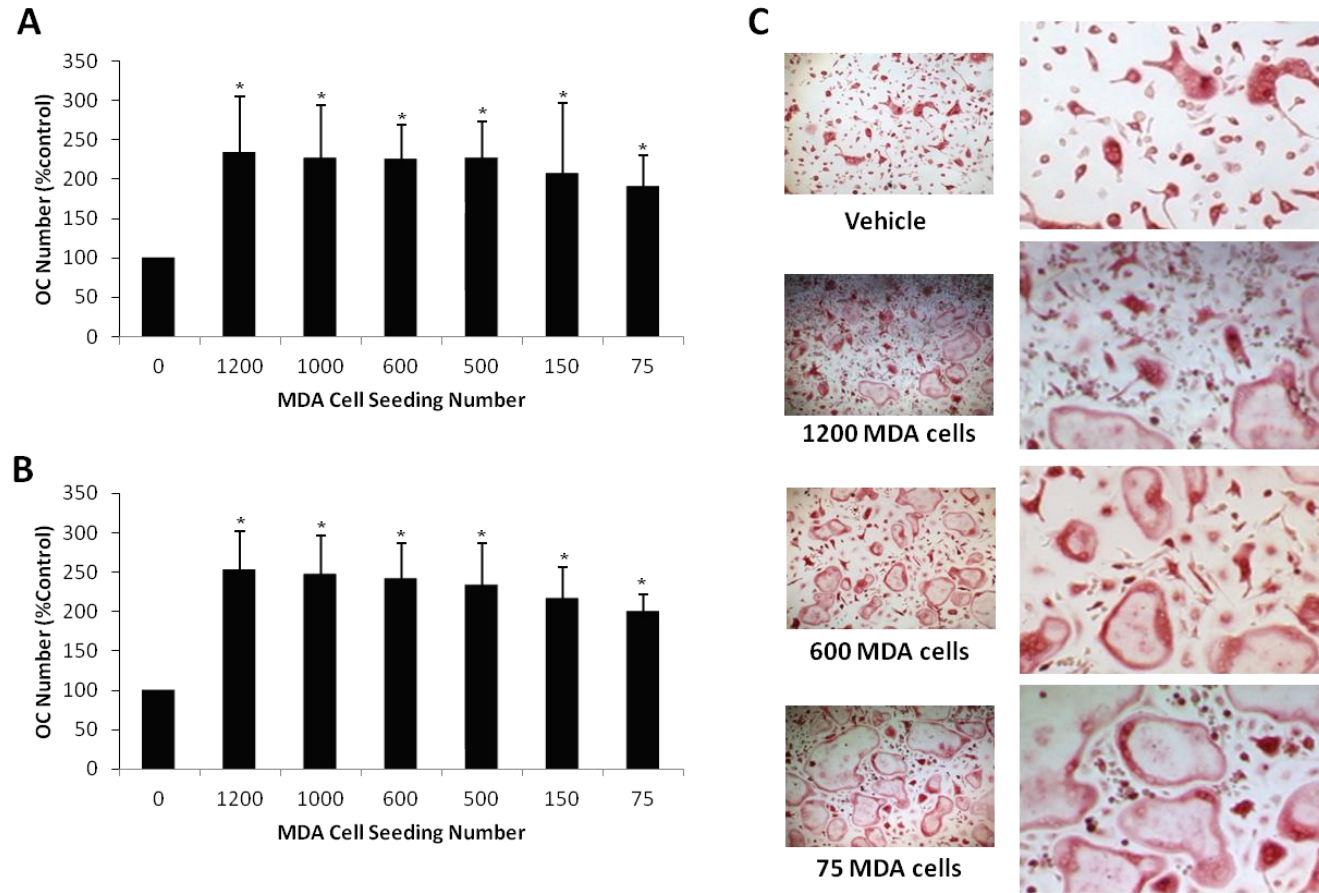 A
350
300
250
200
150
100
50
0
OC Number (%control)
* * * * * *
0 1200 1000 600 500 150 75
MDA Cell Seeding Number
B
350
300
250
200
150
100
50
0
OC Number (%Control)
* * * * * *
0 1200 1000 600 500 150 75
MDA Cell Seeding Number
C
Vehicle
1200 MDA cells
600 MDA cells
75 MDA cells